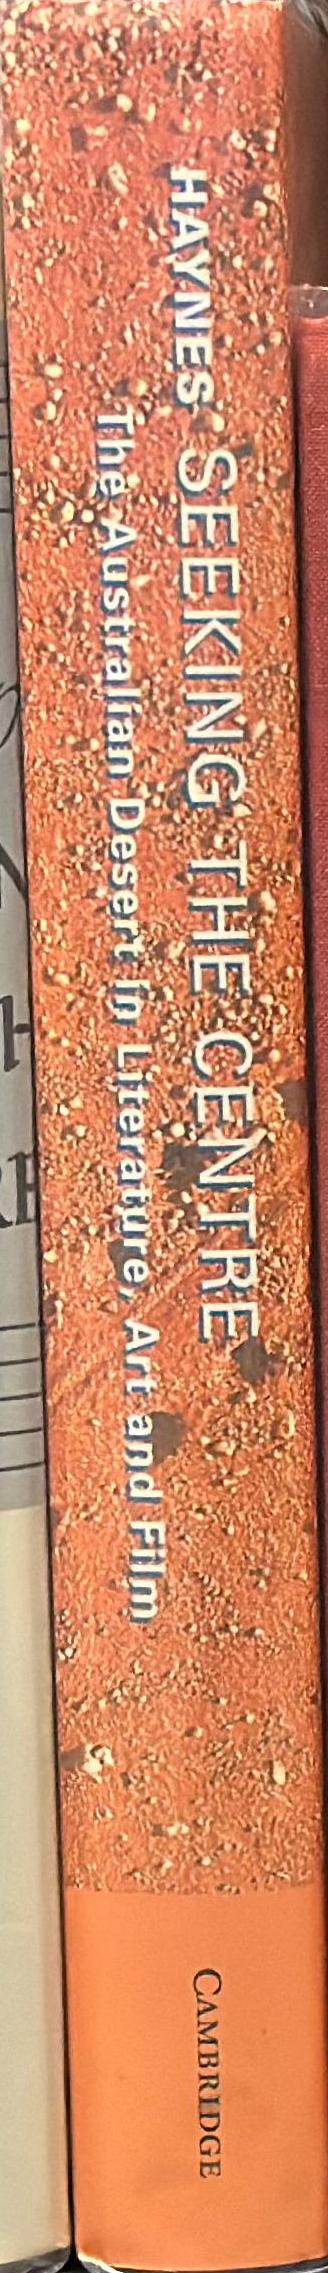 HAYNES SEEKING THE CENTRE
The Australian Desert in Literature, Art and Film
CAMBRIDGE